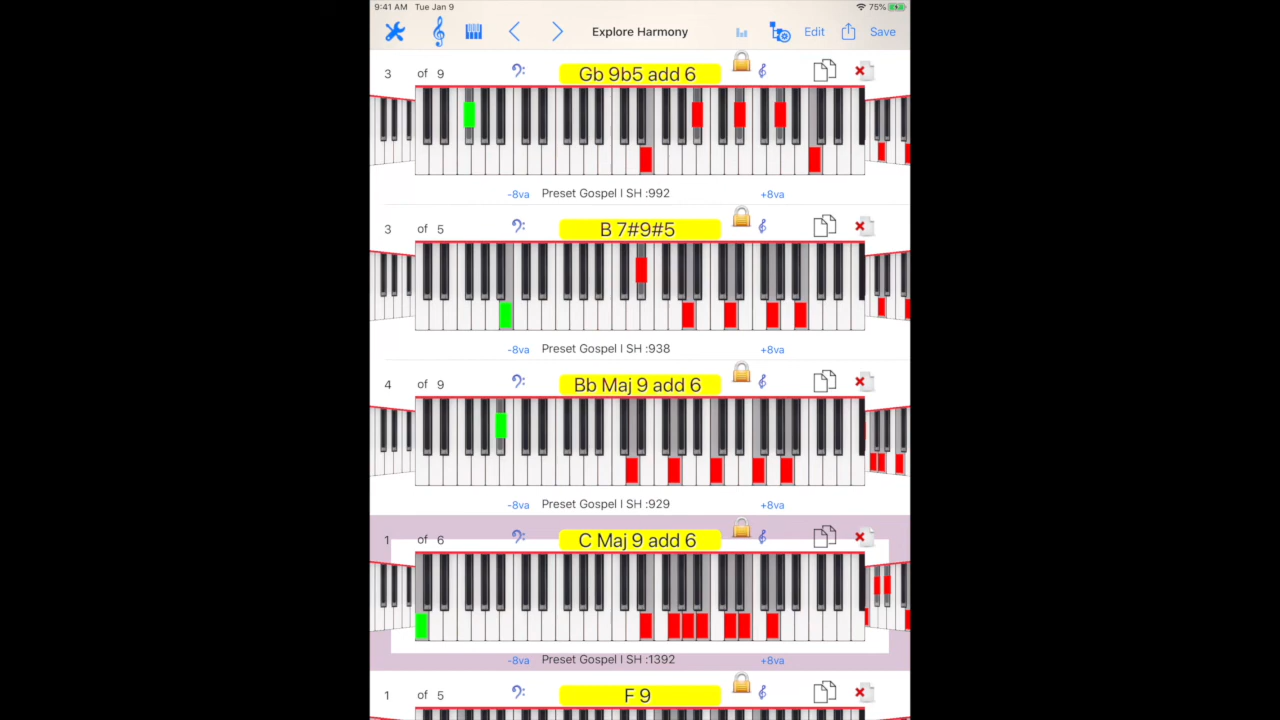 9:41 AM Tue Jan 9 75%
Explore Harmony Edit Save
3 of 9 Gb 9b5 add 6
-8va Preset Gospel I SH :992 +8va
3 of 5 B 7#9#5
-8va Preset Gospel I SH :938 +8va
4 of 9 Bb Maj 9 add 6
-8va Preset Gospel I SH :929 +8va
1 of 6 C Maj 9 add 6
-8va Preset Gospel I SH :1392 +8va
1 of 5 F 9